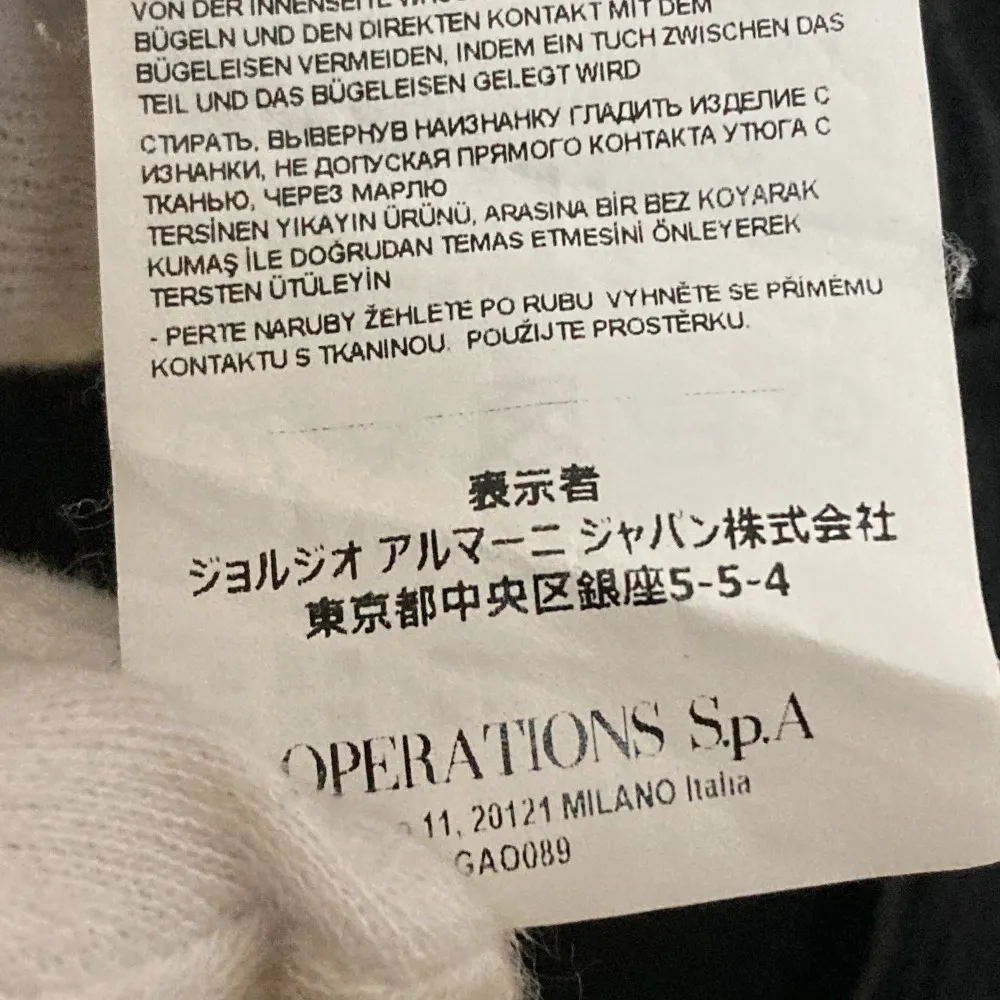 VON DER INNENSEITE
BÜGELN UND DEN DIREKTEN KONTAKT MIT DEM
BÜGELEISEN VERMEIDEN, INDEM EIN TUCH ZWISCHEN DAS
TEIL UND DAS BÜGELEISEN GELEGT WIRD
СТИРАТЬ, ВЫВЕРНУВ НАИЗНАНКУ ГЛАДИТЬ ИЗДЕЛИЕ С
ИЗНАНКИ, НЕ ДОПУСКАЯ ПРЯМОГО КОНТАКТА УТЮГА С
ТКАНЬЮ, ЧЕРЕЗ МАРЛЮ
TERSİNEN YIKAYIN ÜRÜNÜ, ARASINA BİR BEZ KOYARAK
KUMAŞ İLE DOĞRUDAN TEMAS ETMESİNİ ÖNLEYEREK
TERSTEN ÜTÜLEYİN
- PERTE NARUBY ŽEHLETE PO RUBU VYHNĚTE SE PŘÍMÉMU
KONTAKTU S TKANINOU. POUŽIJTE PROSTĚRKU.
表示者
ジョルジオ アルマーニ ジャパン株式会社
東京都中央区銀座5-5-4
OPERATIONS S.p.A
11, 20121 MILANO Italia
GAO089